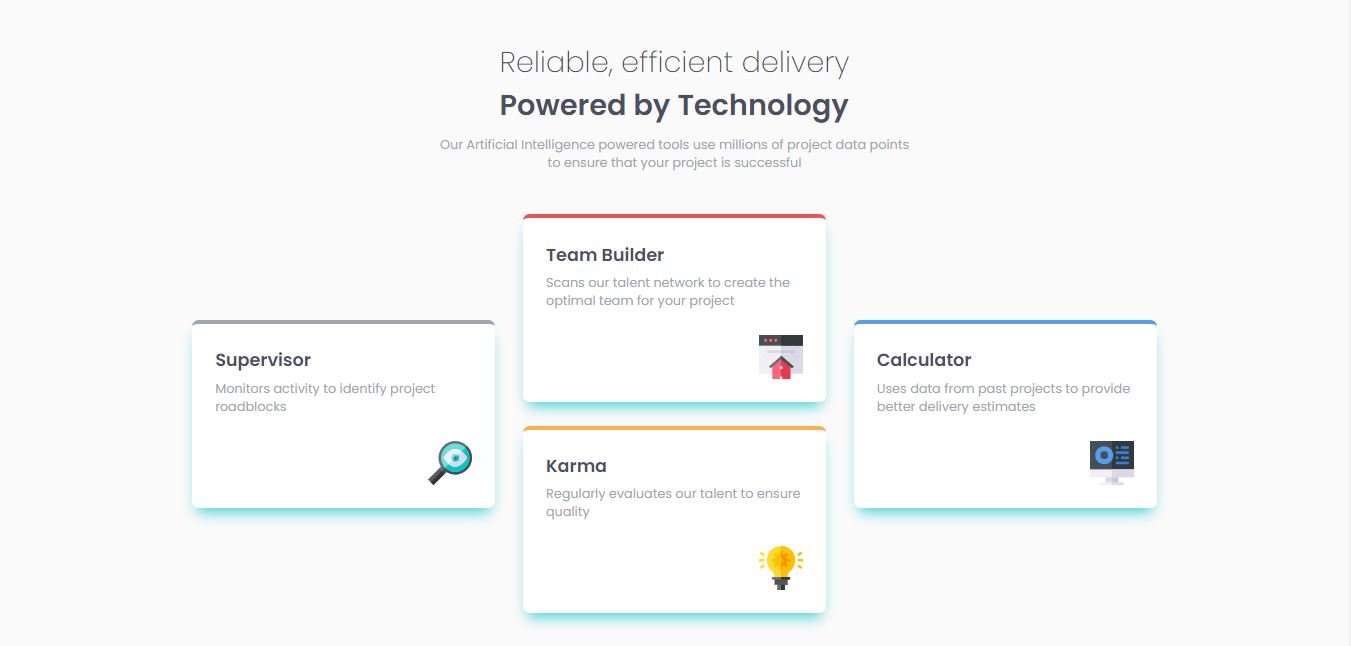 Reliable, efficient delivery
Powered by Technology
Our Artificial Intelligence powered tools use millions of project data points
to ensure that your project is successful
Team Builder
Scans our talent network to create the
optimal team for your project
Supervisor
Monitors activity to identify project
roadblocks
Calculator
Uses data from past projects to provide
better delivery estimates
Karma
Regularly evaluates our talent to ensure
quality